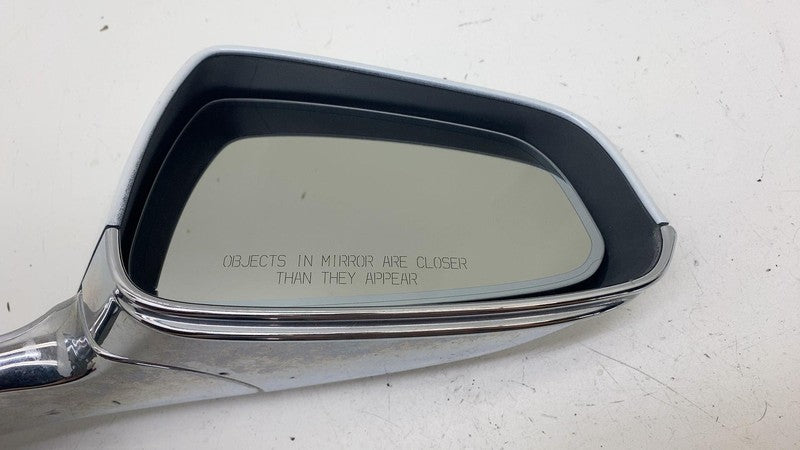 OBJECTS IN MIRROR ARE CLOSER
THAN THEY APPEAR